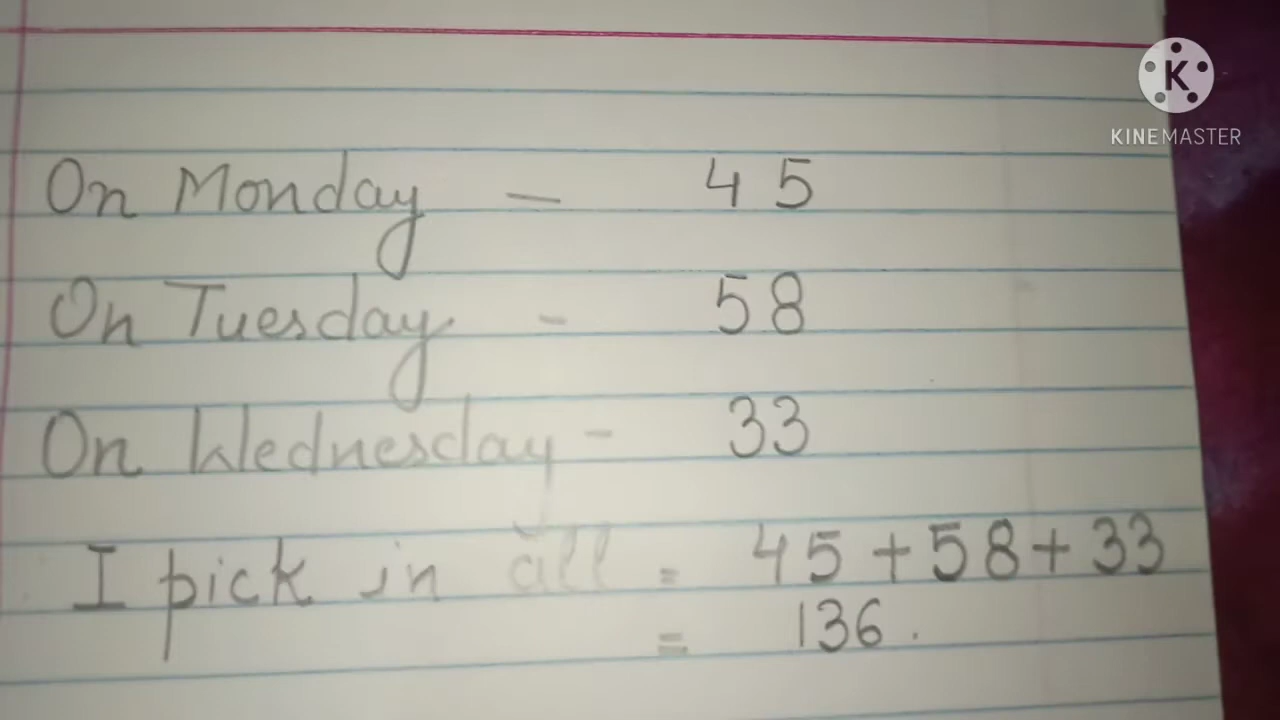 K
KINEMASTER
On Monday — 45
On Tuesday - 58
On Wednesday - 33
I pick in all = 45 + 58 + 33
= 136.